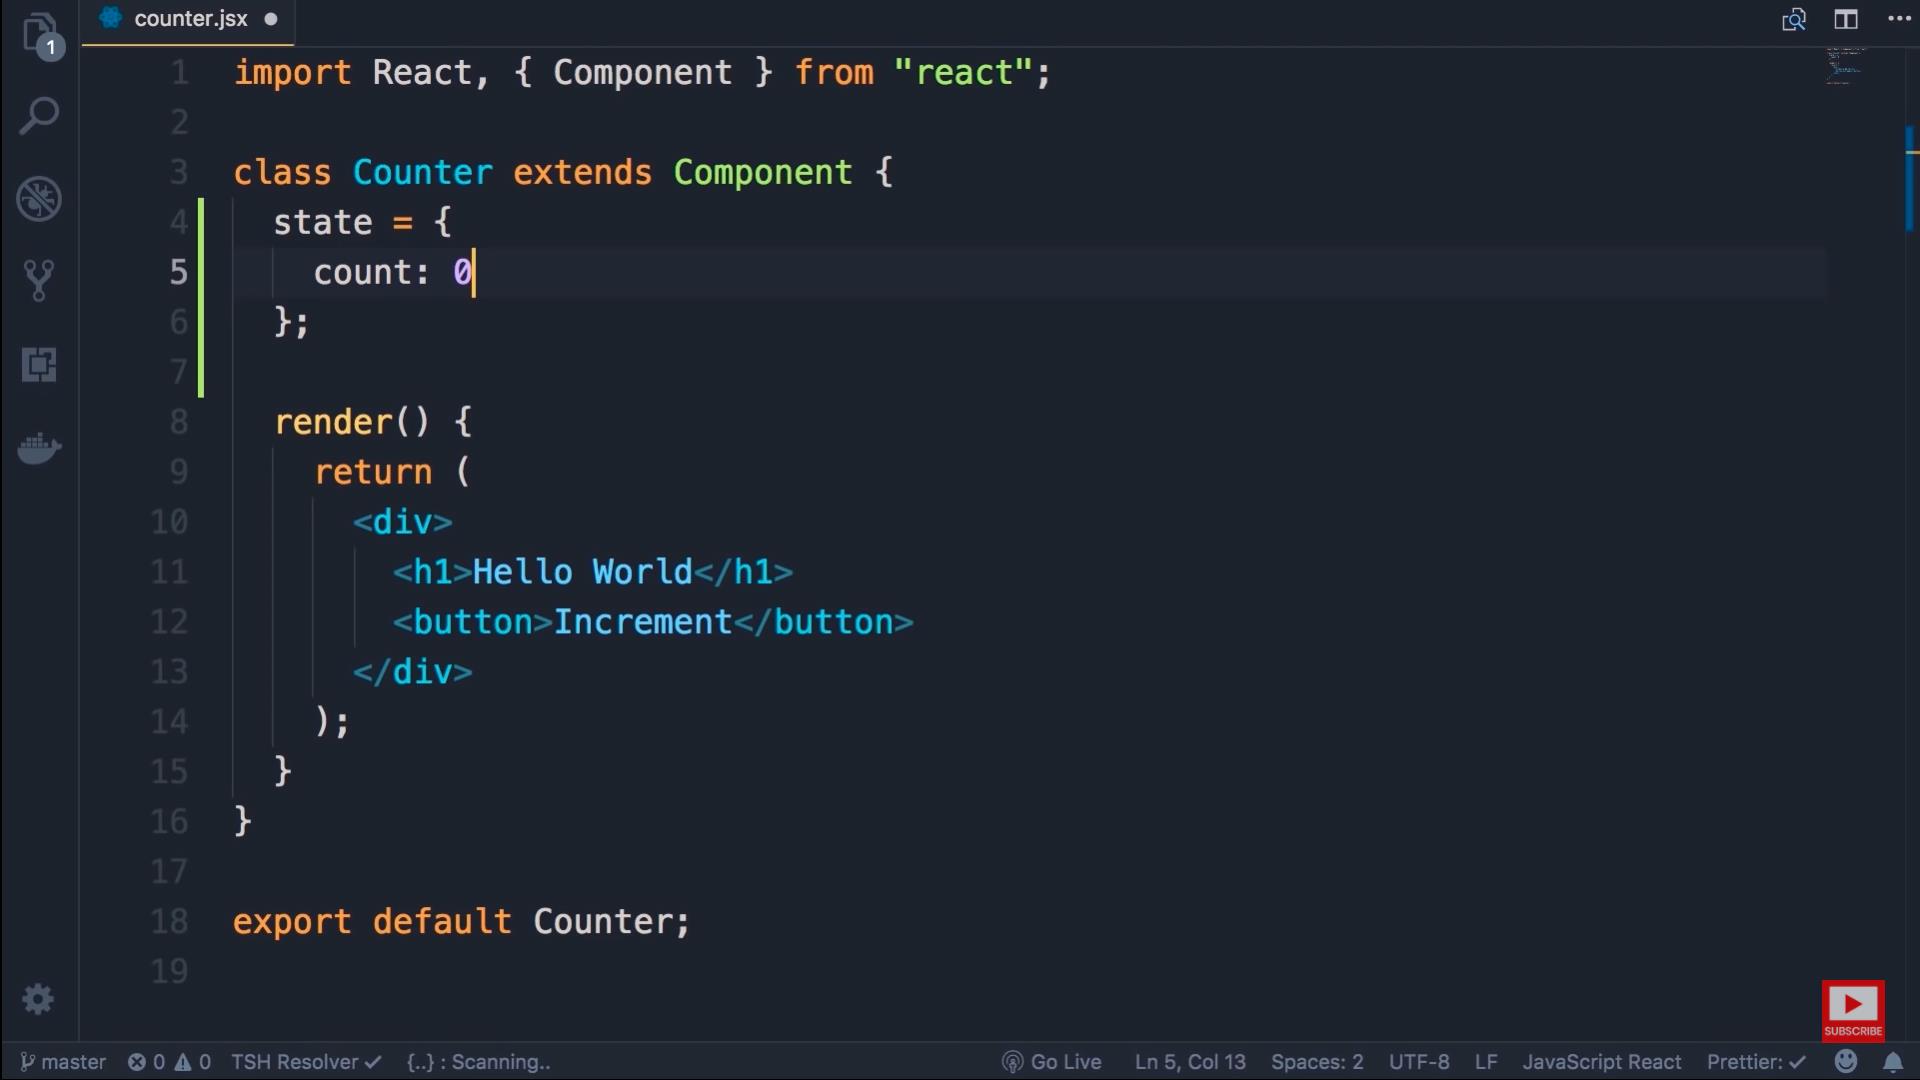 counter.jsx
1
1 import React, { Component } from "react";
2
3 class Counter extends Component {
4 state = {
5 count: 0
6 };
7
8 render() {
9 return (
10 <div>
11 <h1>Hello World</h1>
12 <button>Increment</button>
13 </div>
14 );
15 }
16 }
17
18 export default Counter;
19
SUBSCRIBE
master 0 0 TSH Resolver ✓ {..} : Scanning.. Go Live Ln 5, Col 13 Spaces: 2 UTF-8 LF JavaScript React Prettier: ✓